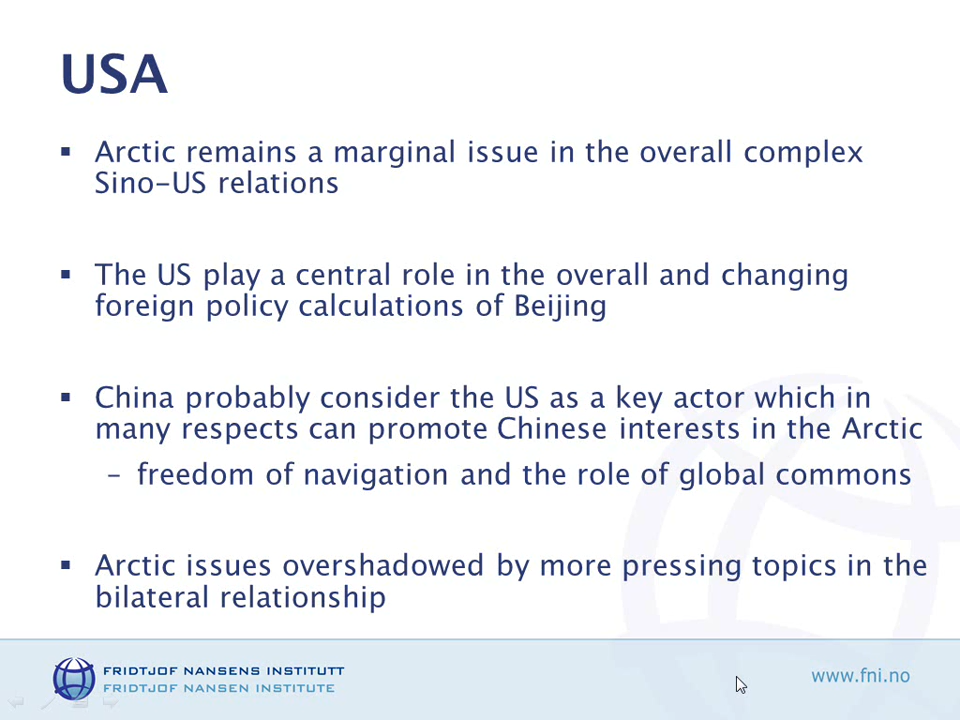 USA
▪ Arctic remains a marginal issue in the overall complex
Sino-US relations
▪ The US play a central role in the overall and changing
foreign policy calculations of Beijing
▪ China probably consider the US as a key actor which in
many respects can promote Chinese interests in the Arctic
– freedom of navigation and the role of global commons
▪ Arctic issues overshadowed by more pressing topics in the
bilateral relationship
FRIDTJOF NANSENS INSTITUTT
FRIDTJOF NANSEN INSTITUTE
www.fni.no